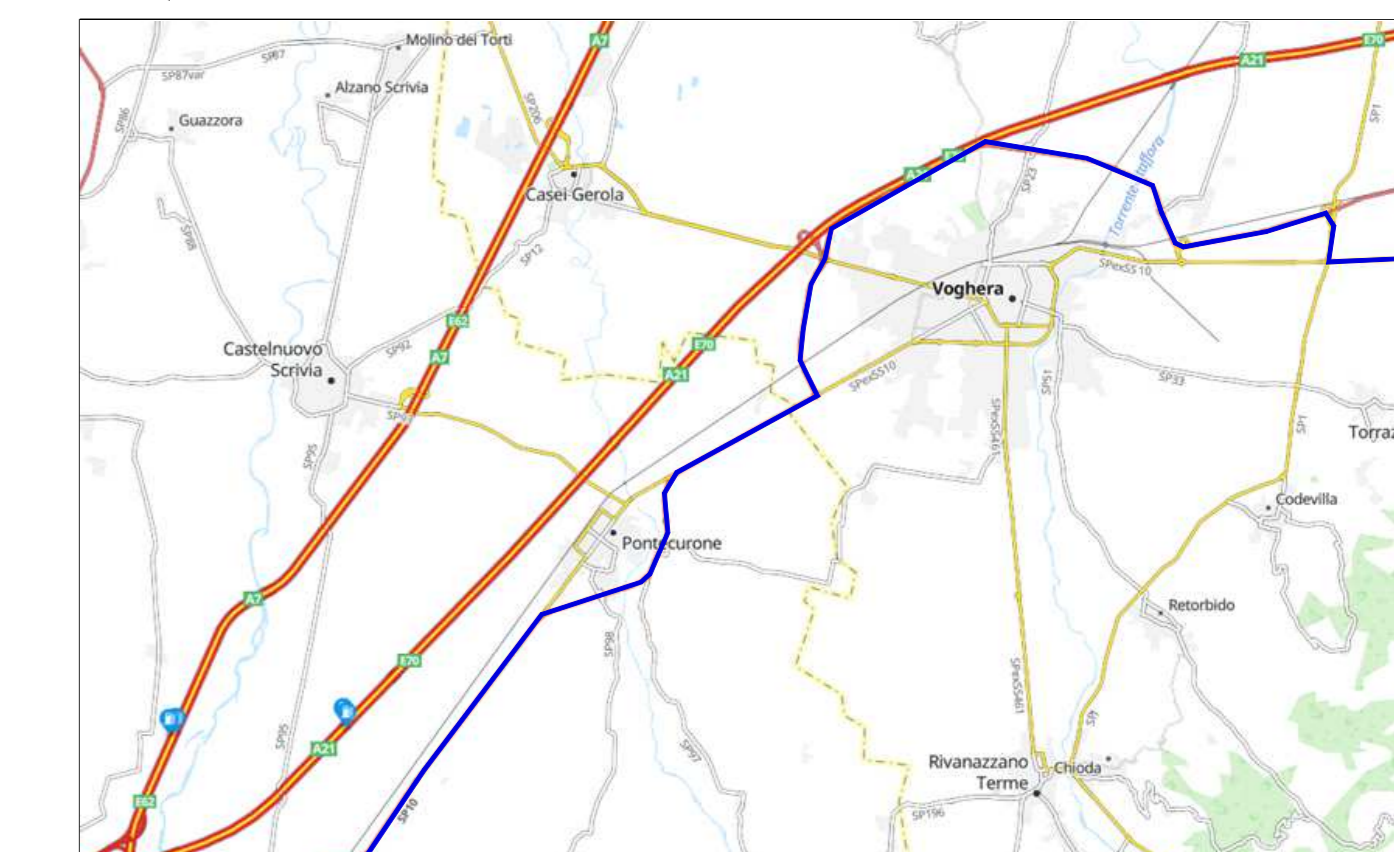 A7
E70
Molino dei Torti
SP87
A21
SP87var
Alzano Scrivia
SP206
SP1
SP86
Guazzora
Torrente Staffora
SP23
Casei Gerola
SP88
SP12
SPexSS10
Voghera
E62
E70
Castelnuovo
Scrivia
SP92
A7
A21
SPexSS10
SP33
SP51
SPexSS461
SP1
Torraz
SP95
Codevilla
Pontecurone
A7
Retorbido
SP98
E70
SPexSS461
SP1
SP95
A21
SP97
Rivanazzano
Terme
Chioda
E62
SP10
SP196